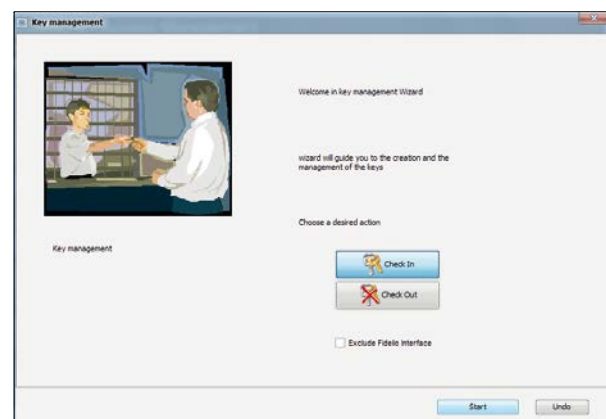 Key management
Welcome in key management Wizard
wizard will guide you to the creation and the
management of the keys
Choose a desired action
Key management
Check In
Check Out
Exclude Fidelio Interface
Start
Undo